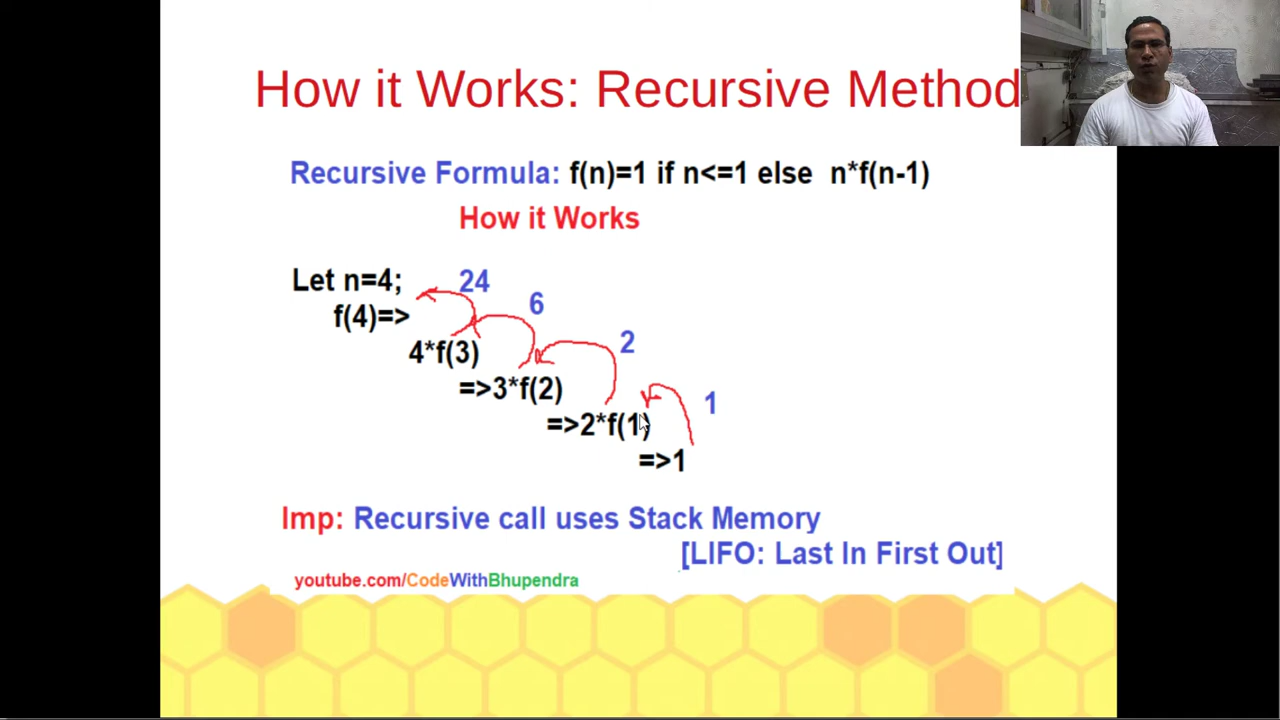 How it Works: Recursive Method
Recursive Formula: f(n)=1 if n<=1 else n*f(n-1)
How it Works
Let n=4;
24
f(4)=>
6
4*f(3)
2
=>3*f(2)
1
=>2*f(1)
=>1
Imp: Recursive call uses Stack Memory
[LIFO: Last In First Out]
youtube.com/CodeWithBhupendra